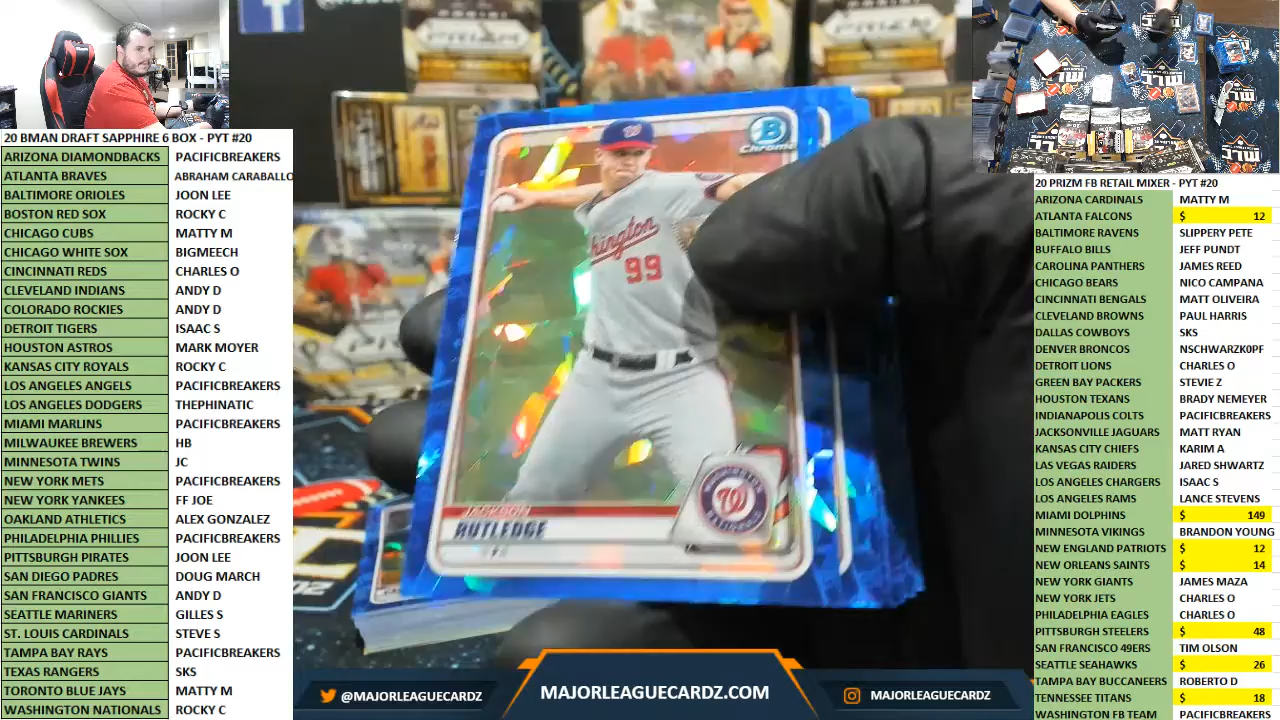 20 BMAN DRAFT SAPPHIRE 6 BOX - PYT #20
ARIZONA DIAMONDBACKS PACIFICBREAKERS
ATLANTA BRAVES ABRAHAM CARABALLO
BALTIMORE ORIOLES JOON LEE
BOSTON RED SOX ROCKY C
CHICAGO CUBS MATTY M
CHICAGO WHITE SOX BIGMEECH
CINCINNATI REDS CHARLES O
CLEVELAND INDIANS ANDY D
COLORADO ROCKIES ANDY D
DETROIT TIGERS ISAAC S
HOUSTON ASTROS MARK MOYER
KANSAS CITY ROYALS ROCKY C
LOS ANGELES ANGELS PACIFICBREAKERS
LOS ANGELES DODGERS THEPHINATIC
MIAMI MARLINS PACIFICBREAKERS
MILWAUKEE BREWERS HB
MINNESOTA TWINS JC
NEW YORK METS PACIFICBREAKERS
NEW YORK YANKEES FF JOE
OAKLAND ATHLETICS ALEX GONZALEZ
PHILADELPHIA PHILLIES PACIFICBREAKERS
PITTSBURGH PIRATES JOON LEE
SAN DIEGO PADRES DOUG MARCH
SAN FRANCISCO GIANTS ANDY D
SEATTLE MARINERS GILLES S
ST. LOUIS CARDINALS STEVE S
TAMPA BAY RAYS PACIFICBREAKERS
TEXAS RANGERS SKS
TORONTO BLUE JAYS MATTY M
WASHINGTON NATIONALS ROCKY C
PRIZM
B
Chrome
W
hington
99
JACKSON
RUTLEDGE
W
@MAJORLEAGUECARDZ
MAJORLEAGUECARDZ.COM
MAJORLEAGUECARDZ
20 PRIZM FB RETAIL MIXER - PYT #20
ARIZONA CARDINALS MATTY M
ATLANTA FALCONS $ 12
BALTIMORE RAVENS SLIPPERY PETE
BUFFALO BILLS JEFF PUNDT
CAROLINA PANTHERS JAMES REED
CHICAGO BEARS NICO CAMPANA
CINCINNATI BENGALS MATT OLIVEIRA
CLEVELAND BROWNS PAUL HARRIS
DALLAS COWBOYS SKS
DENVER BRONCOS NSCHWARZK0PF
DETROIT LIONS CHARLES O
GREEN BAY PACKERS STEVIE Z
HOUSTON TEXANS BRADY NEMEYER
INDIANAPOLIS COLTS PACIFICBREAKERS
JACKSONVILLE JAGUARS MATT RYAN
KANSAS CITY CHIEFS KARIM A
LAS VEGAS RAIDERS JARED SHWARTZ
LOS ANGELES CHARGERS ISAAC S
LOS ANGELES RAMS LANCE STEVENS
MIAMI DOLPHINS $ 149
MINNESOTA VIKINGS BRANDON YOUNG
NEW ENGLAND PATRIOTS $ 12
NEW ORLEANS SAINTS $ 14
NEW YORK GIANTS JAMES MAZA
NEW YORK JETS CHARLES O
PHILADELPHIA EAGLES CHARLES O
PITTSBURGH STEELERS $ 48
SAN FRANCISCO 49ERS TIM OLSON
SEATTLE SEAHAWKS $ 26
TAMPA BAY BUCCANEERS ROBERTO D
TENNESSEE TITANS $ 18
WASHINGTON FB TEAM PACIFICBREAKERS